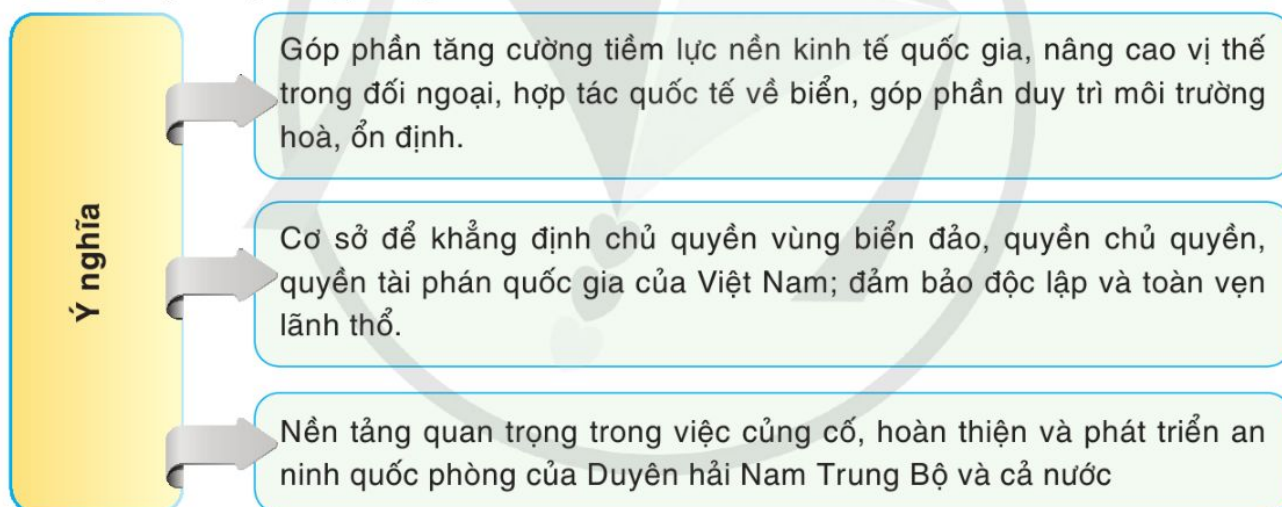 Ý nghĩa
Góp phần tăng cường tiềm lực nền kinh tế quốc gia, nâng cao vị thế
trong đối ngoại, hợp tác quốc tế về biển, góp phần duy trì môi trường
hoà, ổn định.
Cơ sở để khẳng định chủ quyền vùng biển đảo, quyền chủ quyền,
quyền tài phán quốc gia của Việt Nam; đảm bảo độc lập và toàn vẹn
lãnh thổ.
Nền tảng quan trọng trong việc củng cố, hoàn thiện và phát triển an
ninh quốc phòng của Duyên hải Nam Trung Bộ và cả nước